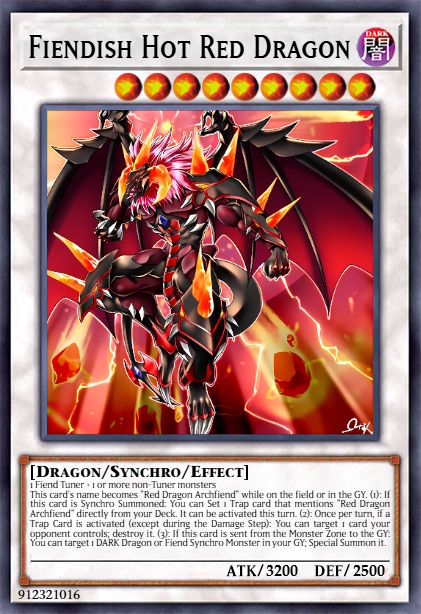 Fiendish Hot Red Dragon
DARK
闇
[Dragon/Synchro/Effect]
1 Fiend Tuner + 1 or more non-Tuner monsters
This card's name becomes "Red Dragon Archfiend" while on the field or in the GY. (1): If
this card is Synchro Summoned: You can Set 1 Trap card that mentions "Red Dragon
Archfiend" directly from your Deck. It can be activated this turn. (2): Once per turn, if a
Trap Card is activated (except during the Damage Step): You can target 1 card your
opponent controls; destroy it. (3): If this card is sent from the Monster Zone to the GY:
You can target 1 DARK Dragon or Fiend Synchro Monster in your GY; Special Summon it.
ATK/3200 DEF/2500
912321016